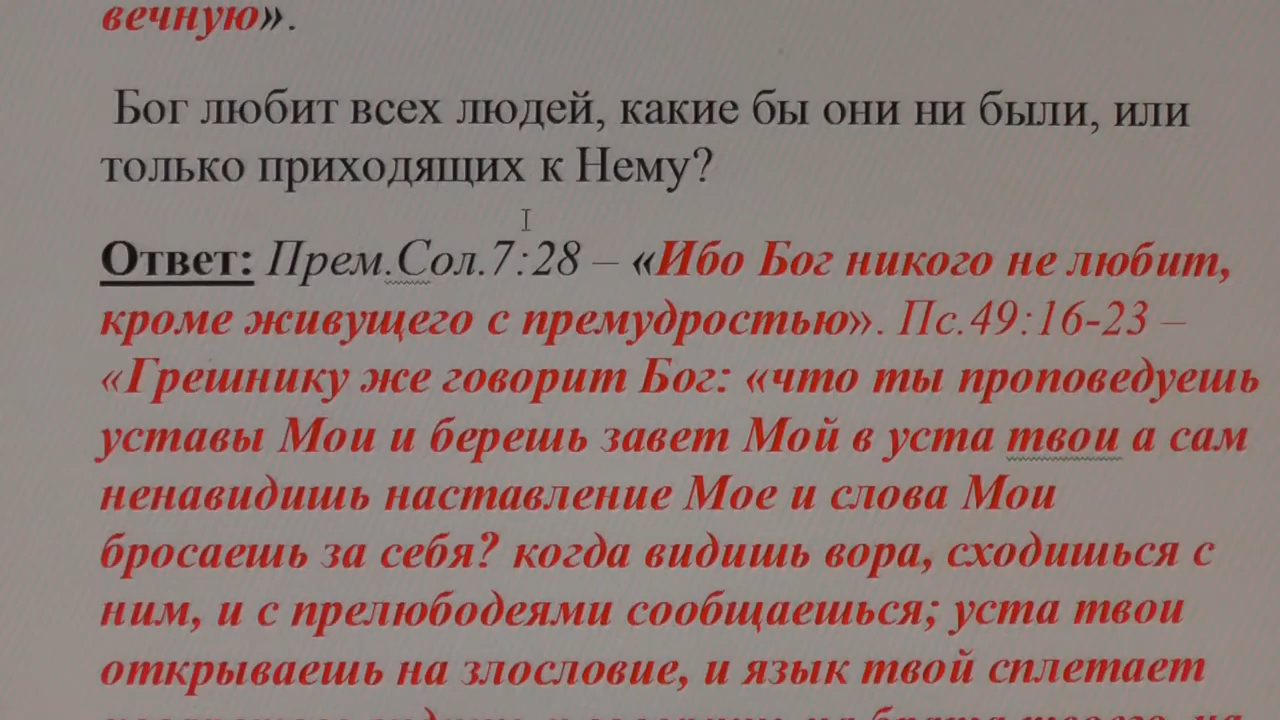 вечную».
Бог любит всех людей, какие бы они ни были, или
только приходящих к Нему?
Ответ: Прем.Сол.7:28 – «Ибо Бог никого не любит,
кроме живущего с премудростью». Пс.49:16-23 –
«Грешнику же говорит Бог: «что ты проповедуешь
уставы Мои и берешь завет Мой в уста твои а сам
ненавидишь наставление Мое и слова Мои
бросаешь за себя? когда видишь вора, сходишься с
ним, и с прелюбодеями сообщаешься; уста твои
открываешь на злословие, и язык твой сплетает